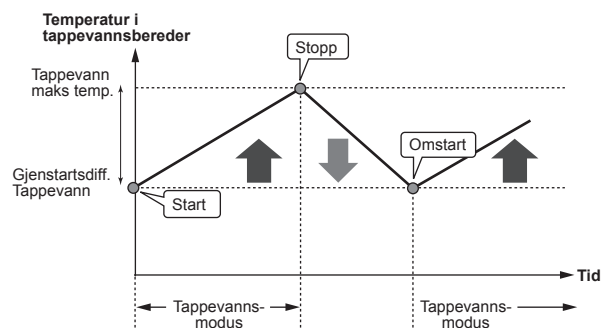 Temperatur i
tappevannsbereder
Stopp
Tappevann
maks temp.
Omstart
Gjenstartsdiff.
Tappevann
Start
Tid
Tappevanns-
modus
Tappevanns-
modus